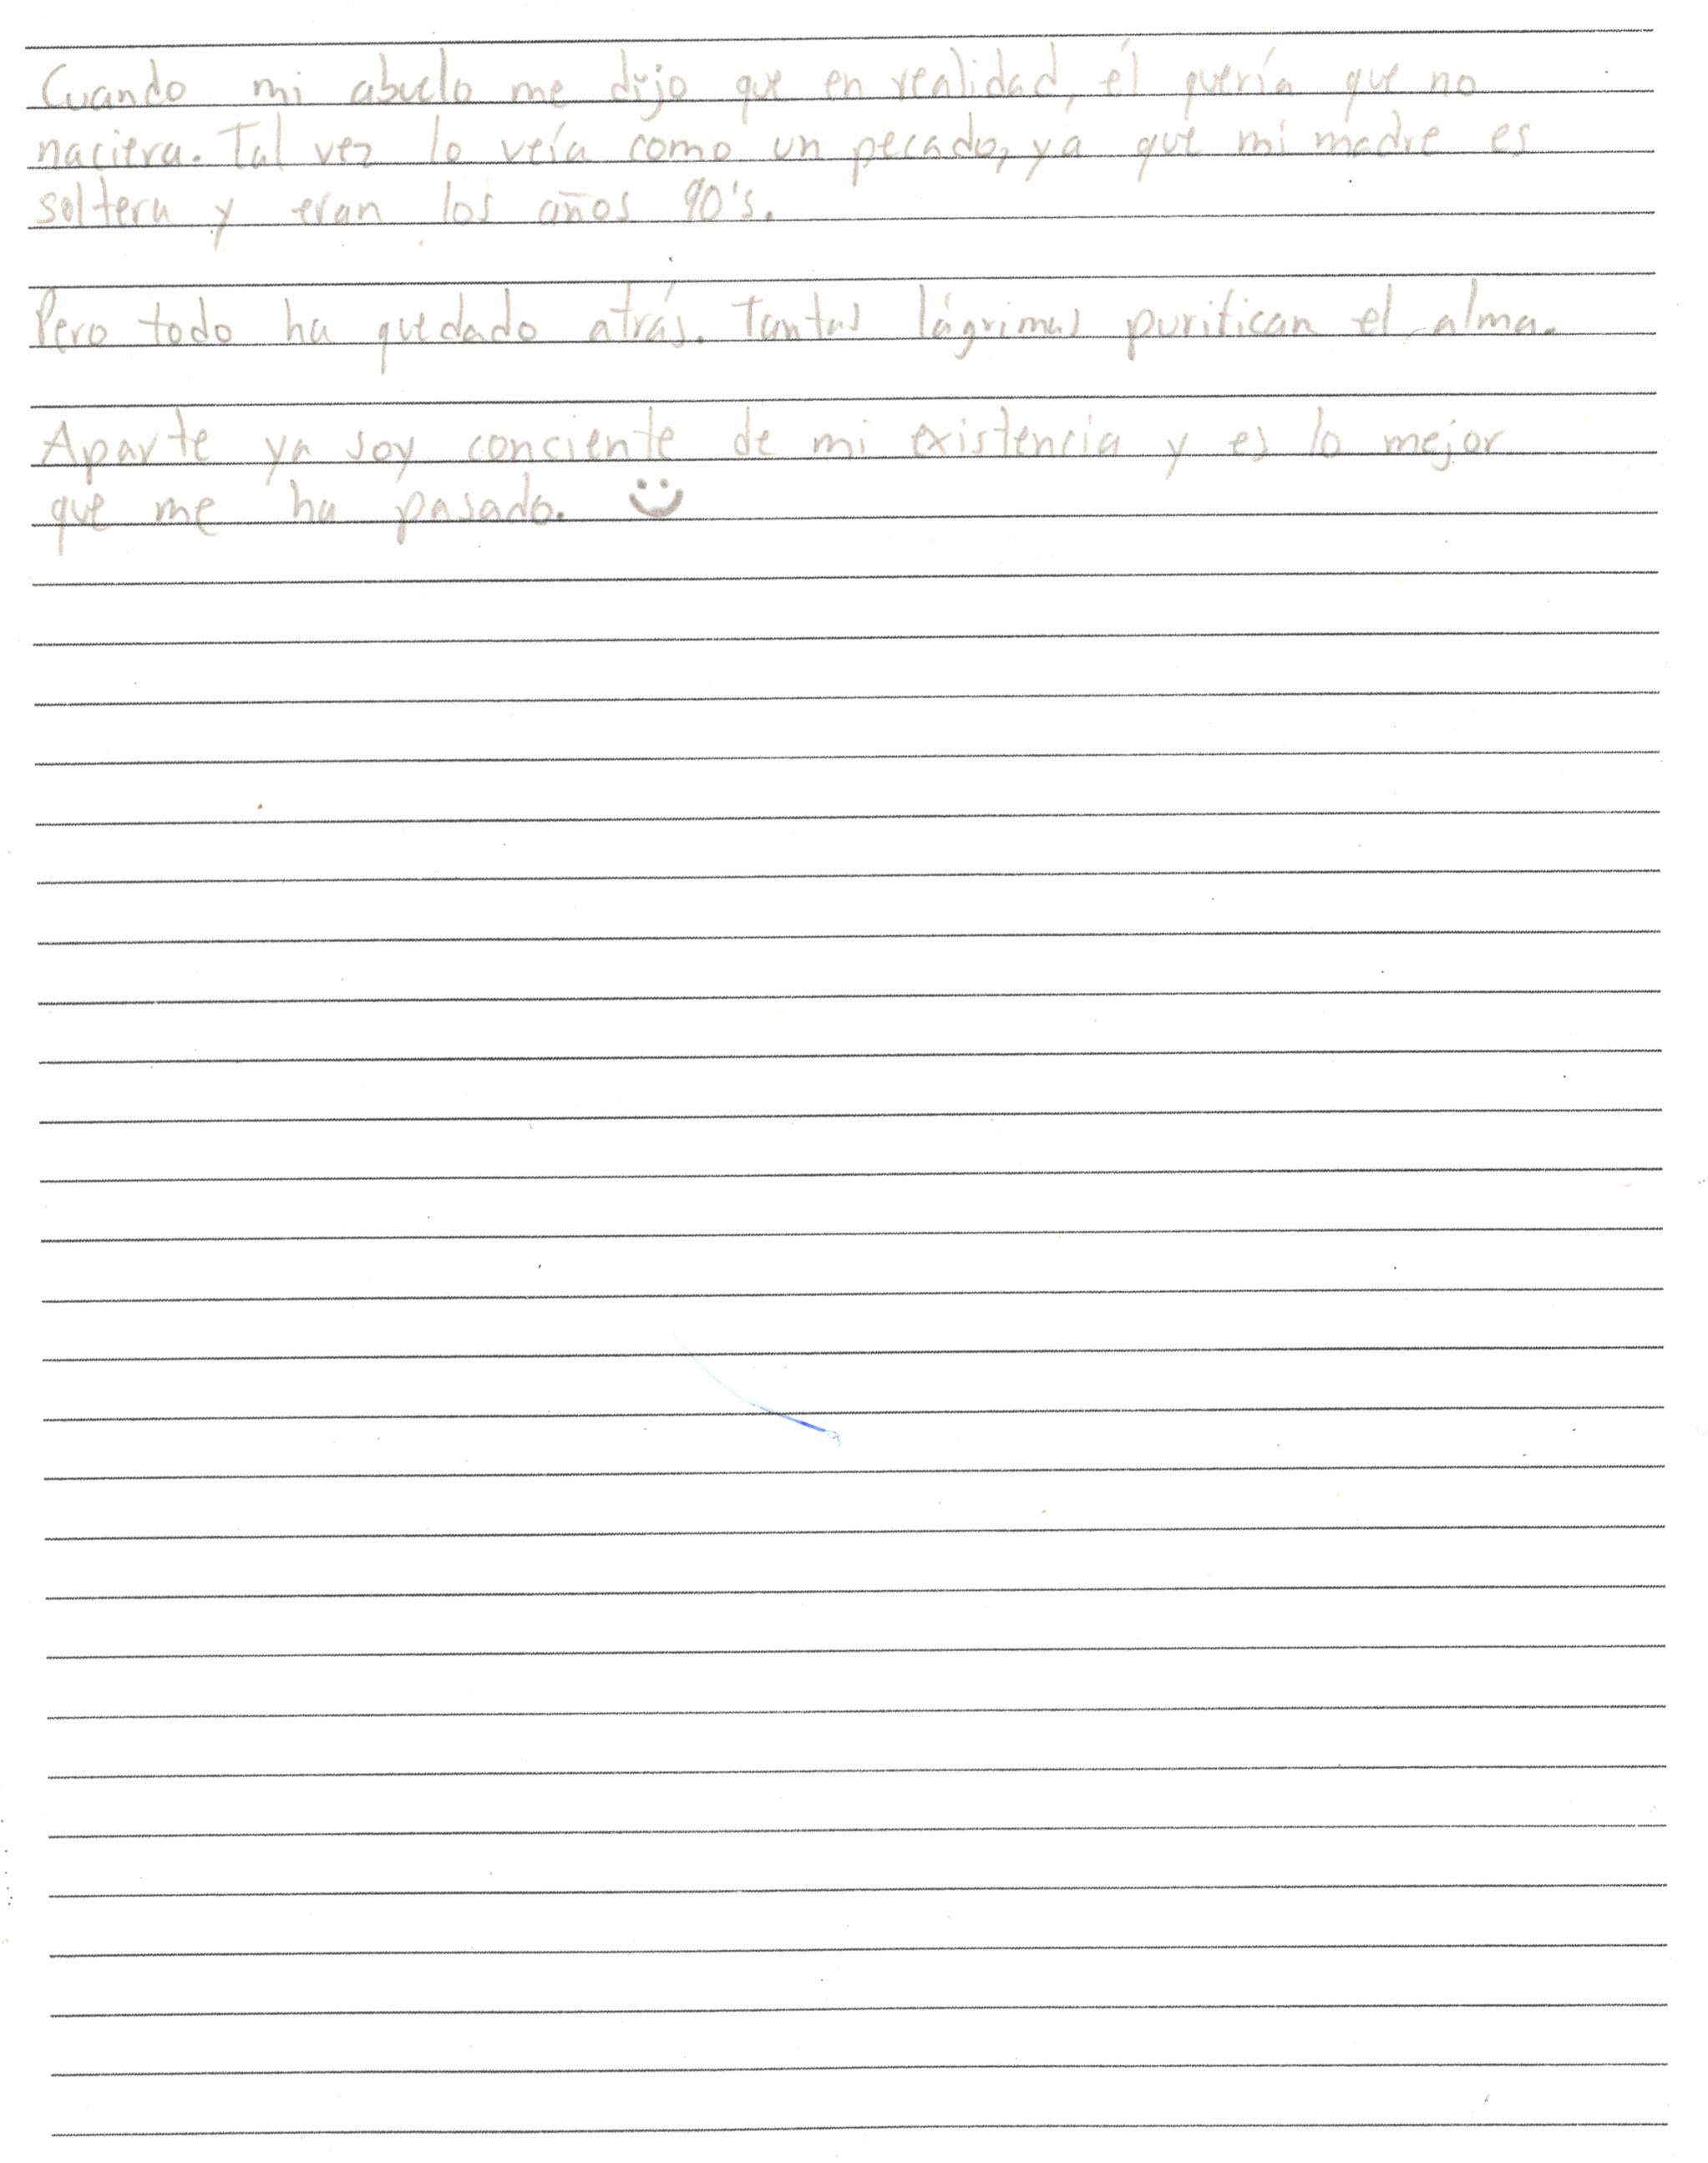 Cuando mi abuelo me dijo que en realidad, él quería que no
naciera. Tal vez lo veía como un pecado, ya que mi madre es
soltera y eran los años 90's.
Pero todo ha quedado atrás. Tantas lágrimas purifican el alma.
Aparte ya soy conciente de mi existencia y es lo mejor
que me ha pasado.